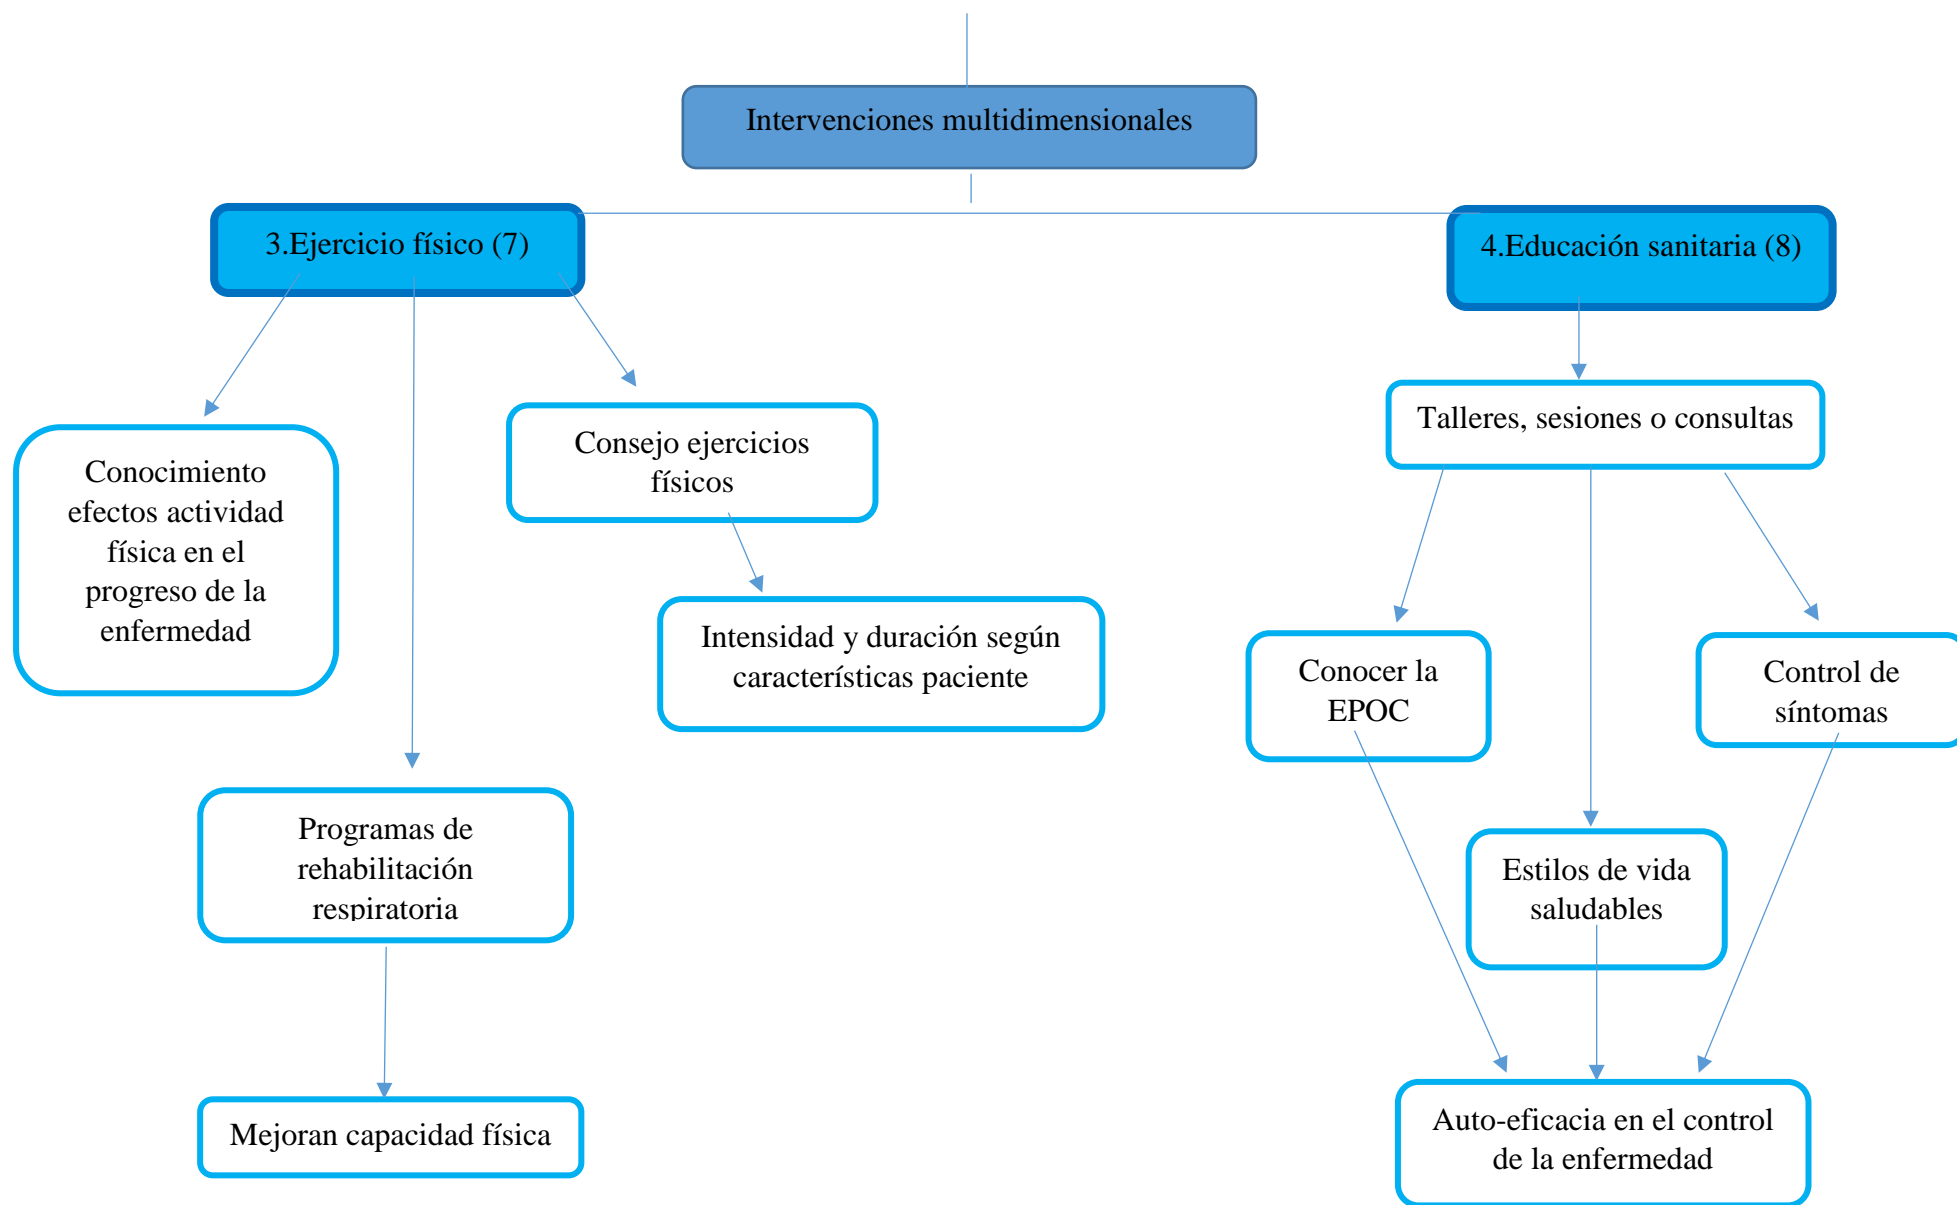 Intervenciones multidimensionales
3.Ejercicio físico (7)
4.Educación sanitaria (8)
Conocimiento
efectos actividad
física en el
progreso de la
enfermedad
Consejo ejercicios
físicos
Intensidad y duración según
características paciente
Programas de
rehabilitación
respiratoria
Mejoran capacidad física
Talleres, sesiones o consultas
Conocer la
EPOC
Control de
síntomas
Estilos de vida
saludables
Auto-eficacia en el control
de la enfermedad